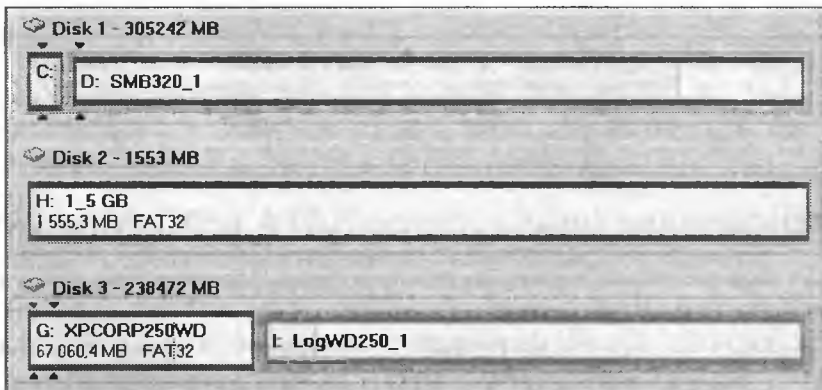 Disk 1 - 305242 MB
C:
D: SMB320_1
Disk 2 - 1553 MB
H: 1_5 GB
1 555,3 MB FAT32
Disk 3 - 238472 MB
G: XPCORP250WD
67 060,4 MB FAT32
I: LogWD250_1